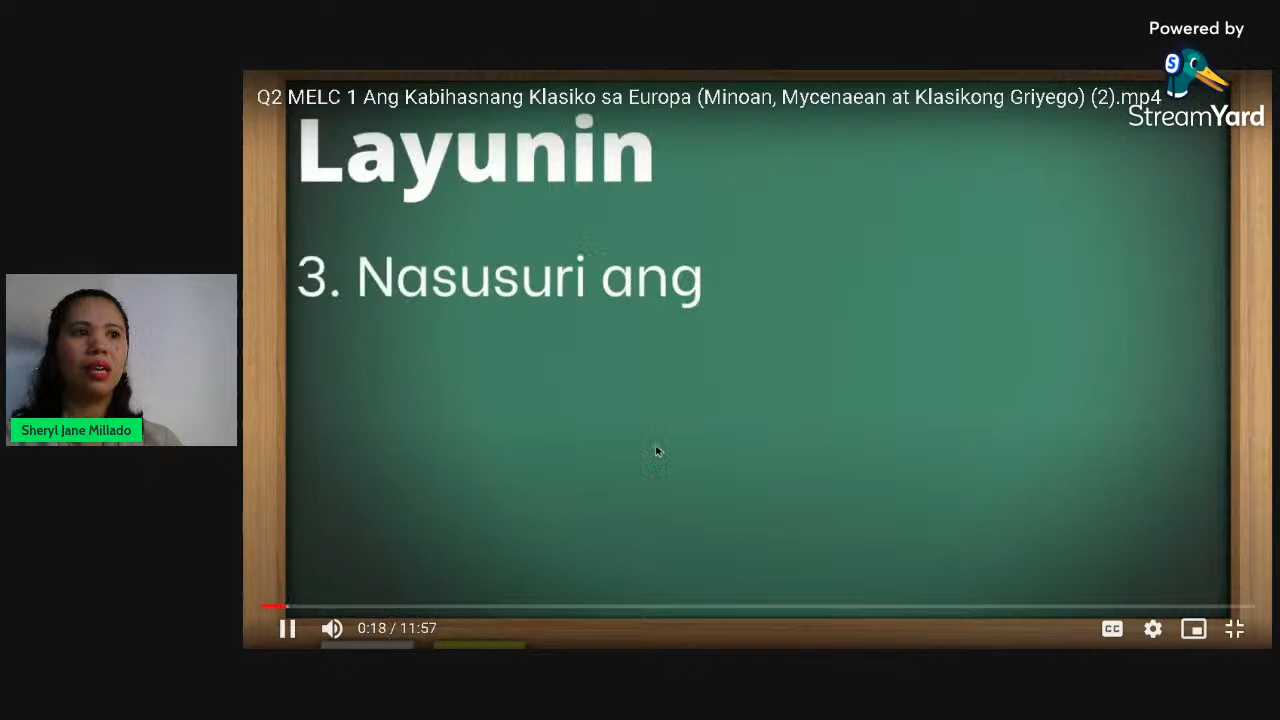 Powered by
StreamYard
Q2 MELC 1 Ang Kabihasnang Klasiko sa Europa (Minoan, Mycenaean at Klasikong Griyego) (2).mp4
Layunin
3. Nasusuri ang
Sheryl Jane Millado
0:18 / 11:57
CC